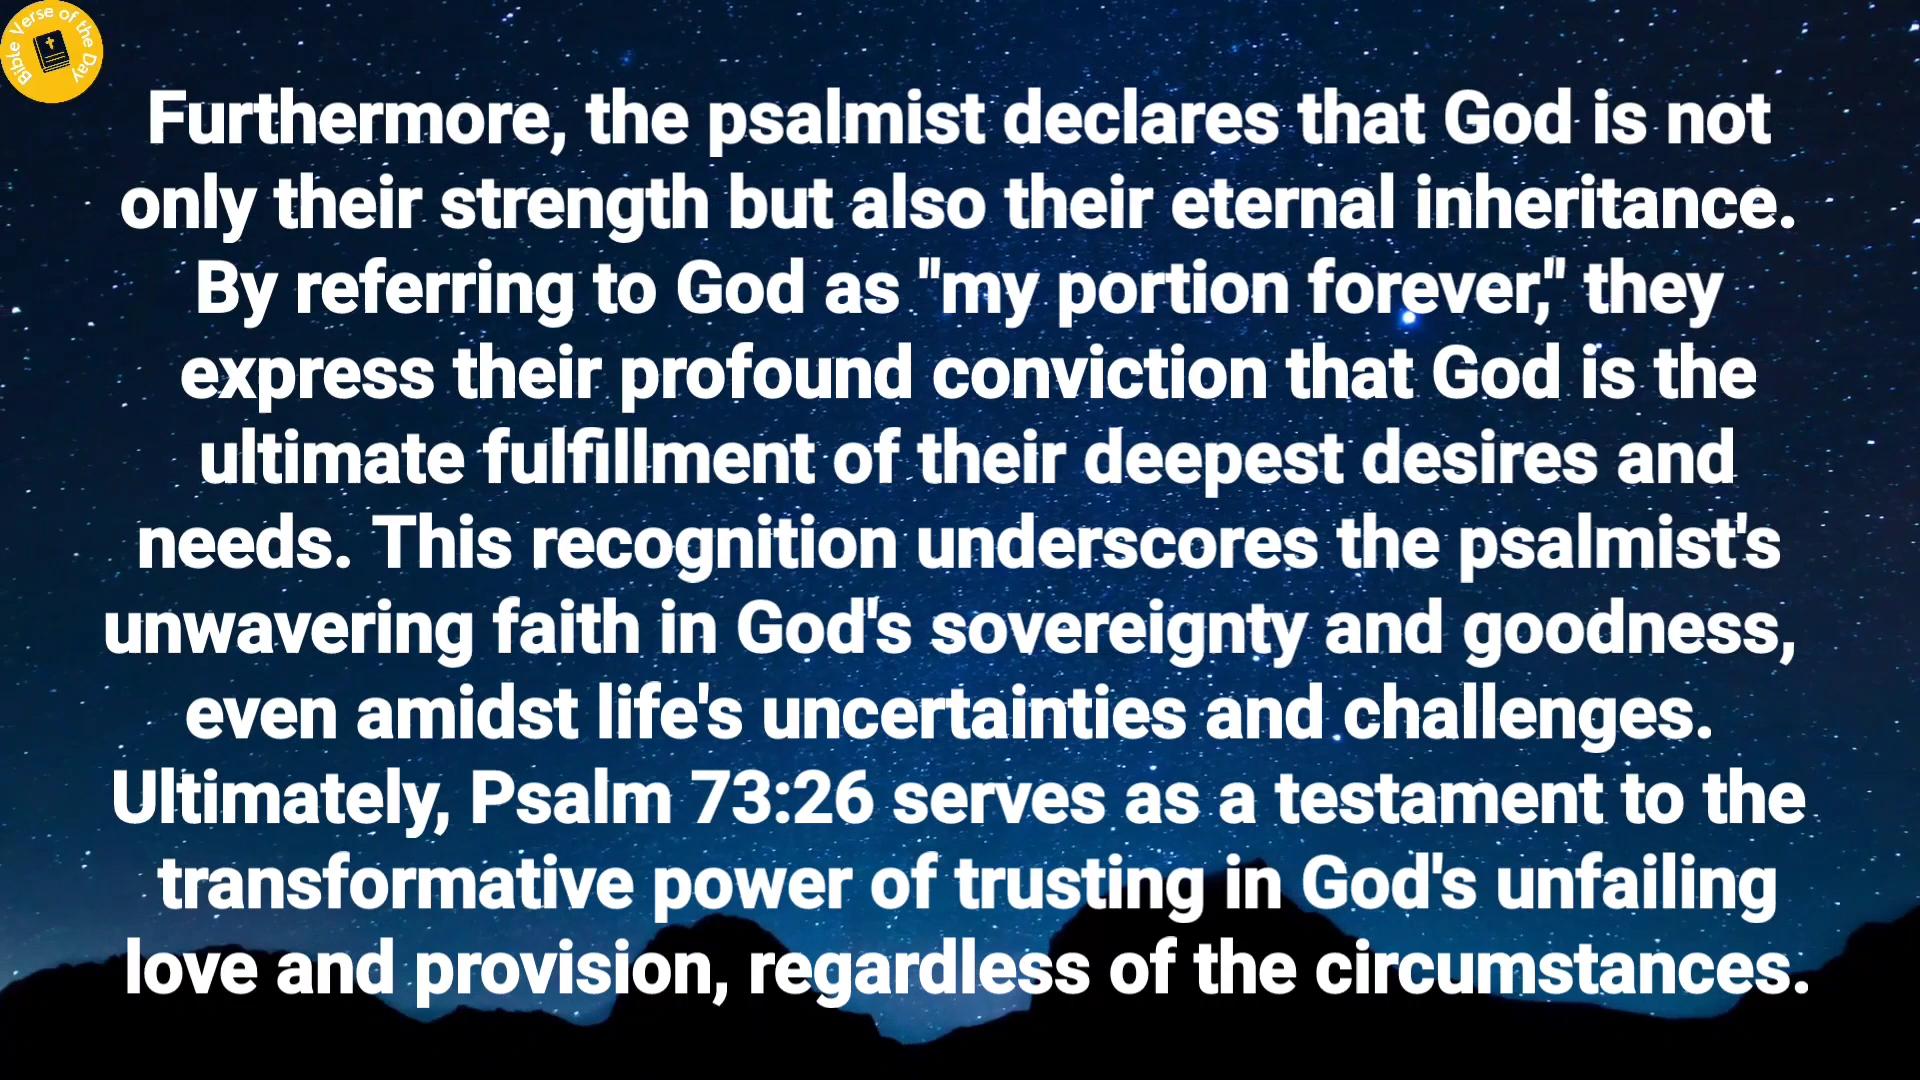 Bible Verse of the Day
Furthermore, the psalmist declares that God is not
only their strength but also their eternal inheritance.
By referring to God as "my portion forever," they
express their profound conviction that God is the
ultimate fulfillment of their deepest desires and
needs. This recognition underscores the psalmist's
unwavering faith in God's sovereignty and goodness,
even amidst life's uncertainties and challenges.
Ultimately, Psalm 73:26 serves as a testament to the
transformative power of trusting in God's unfailing
love and provision, regardless of the circumstances.